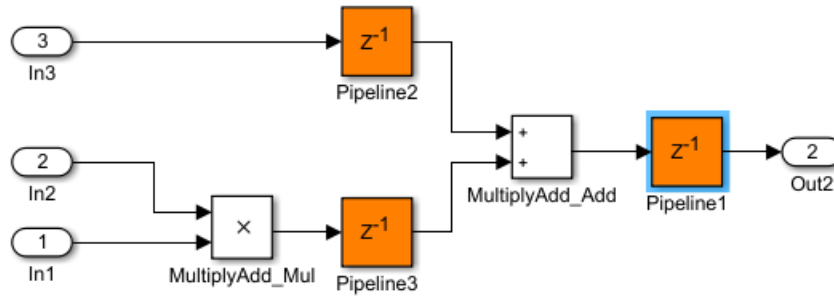 3
In3
Z-1
Pipeline2
2
In2
1
In1
×
MultiplyAdd_Mul
Z-1
Pipeline3
+
+
MultiplyAdd_Add
Z-1
Pipeline1
2
Out2